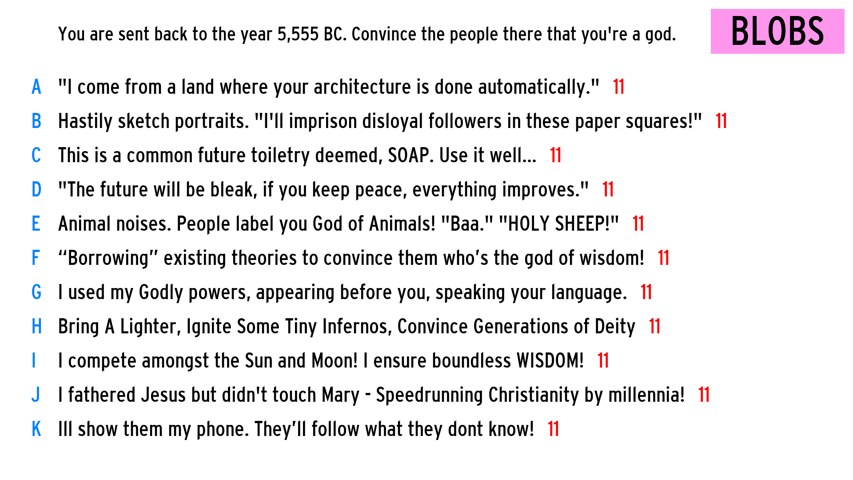 You are sent back to the year 5,555 BC. Convince the people there that you're a god.
BLOBS
A "I come from a land where your architecture is done automatically." 11
B Hastily sketch portraits. "I'll imprison disloyal followers in these paper squares!" 11
C This is a common future toiletry deemed, SOAP. Use it well... 11
D "The future will be bleak, if you keep peace, everything improves." 11
E Animal noises. People label you God of Animals! "Baa." "HOLY SHEEP!" 11
F “Borrowing” existing theories to convince them who’s the god of wisdom! 11
G I used my Godly powers, appearing before you, speaking your language. 11
H Bring A Lighter, Ignite Some Tiny Infernos, Convince Generations of Deity 11
I I compete amongst the Sun and Moon! I ensure boundless WISDOM! 11
J I fathered Jesus but didn't touch Mary - Speedrunning Christianity by millennia! 11
K Ill show them my phone. They’ll follow what they dont know! 11